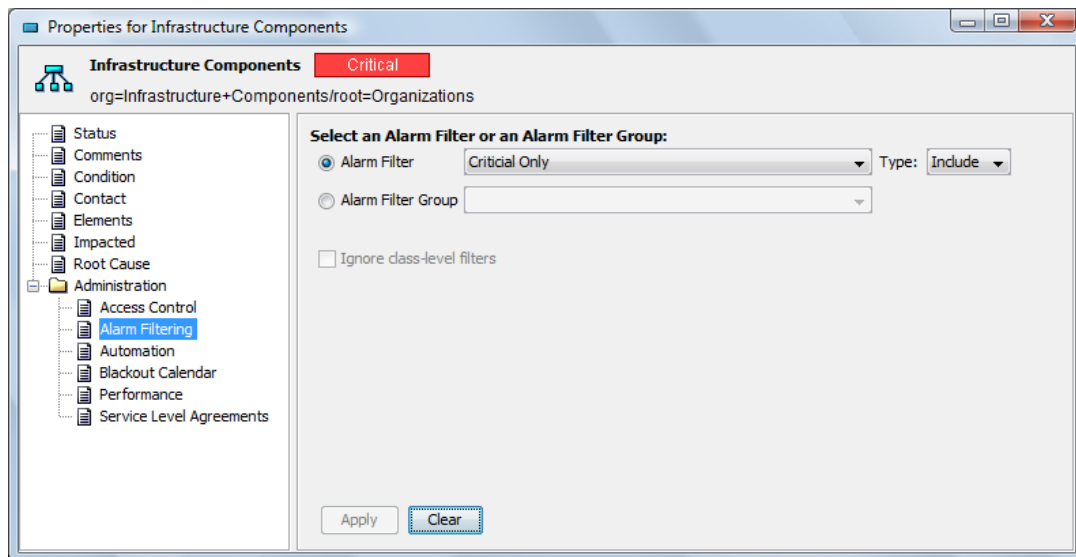 Properties for Infrastructure Components
Infrastructure Components Critical
org=Infrastructure+Components/root=Organizations
Status
Comments
Condition
Contact
Elements
Impacted
Root Cause
Administration
Access Control
Alarm Filtering
Automation
Blackout Calendar
Performance
Service Level Agreements
Select an Alarm Filter or an Alarm Filter Group:
Alarm Filter Criticial Only Type: Include
Alarm Filter Group
Ignore class-level filters
Apply Clear